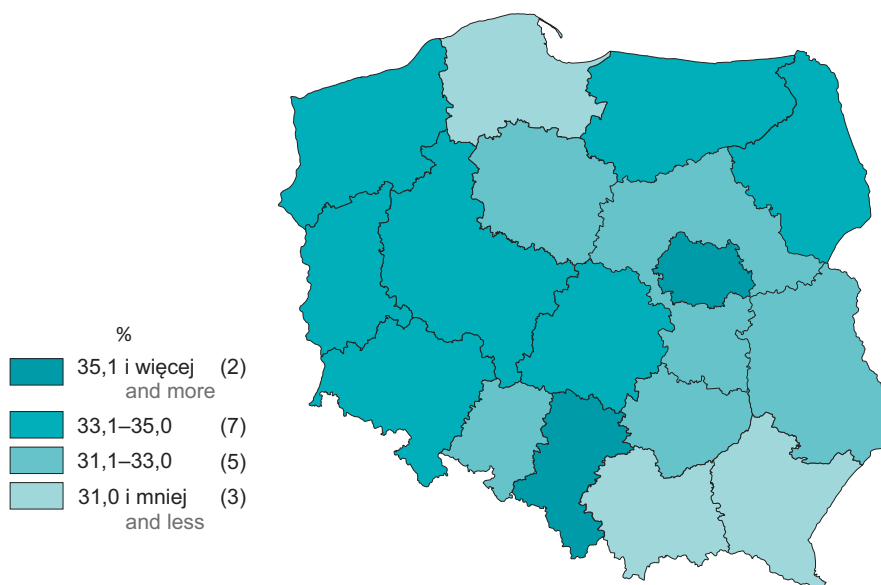 %
35,1 i więcej (2)
and more
33,1–35,0 (7)
31,1–33,0 (5)
31,0 i mniej (3)
and less